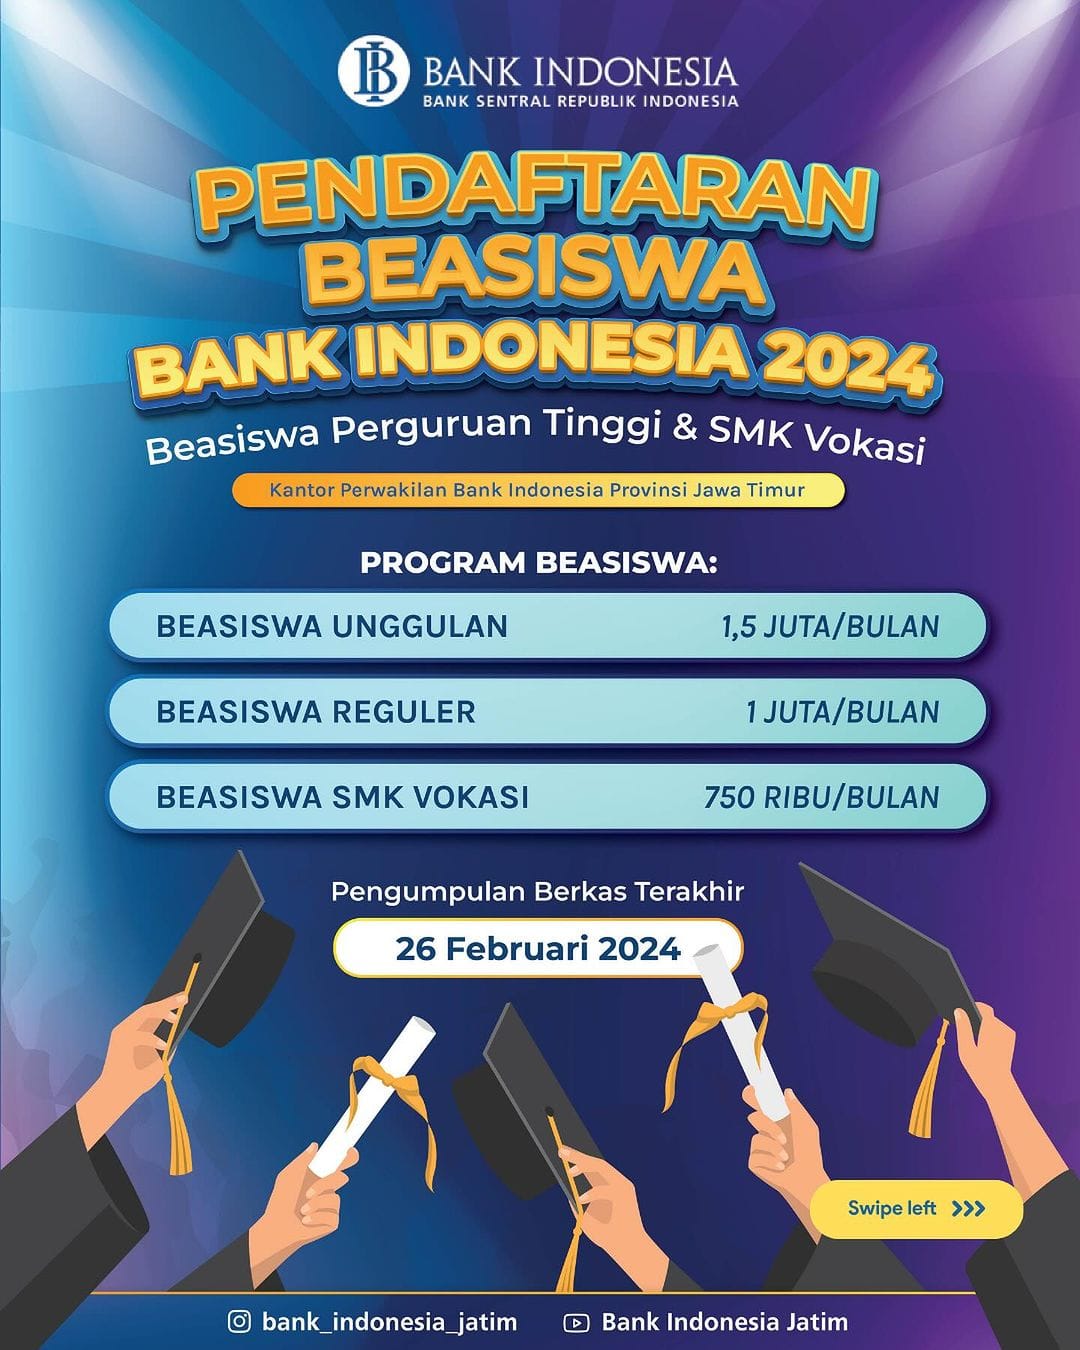 BANK INDONESIA
BANK SENTRAL REPUBLIK INDONESIA
PENDAFTARAN
BEASISWA
BANK INDONESIA 2024
Beasiswa Perguruan Tinggi & SMK Vokasi
Kantor Perwakilan Bank Indonesia Provinsi Jawa Timur
PROGRAM BEASISWA:
BEASISWA UNGGULAN 1,5 JUTA/BULAN
BEASISWA REGULER 1 JUTA/BULAN
BEASISWA SMK VOKASI 750 RIBU/BULAN
Pengumpulan Berkas Terakhir
26 Februari 2024
Swipe left >>>
bank_indonesia_jatim Bank Indonesia Jatim